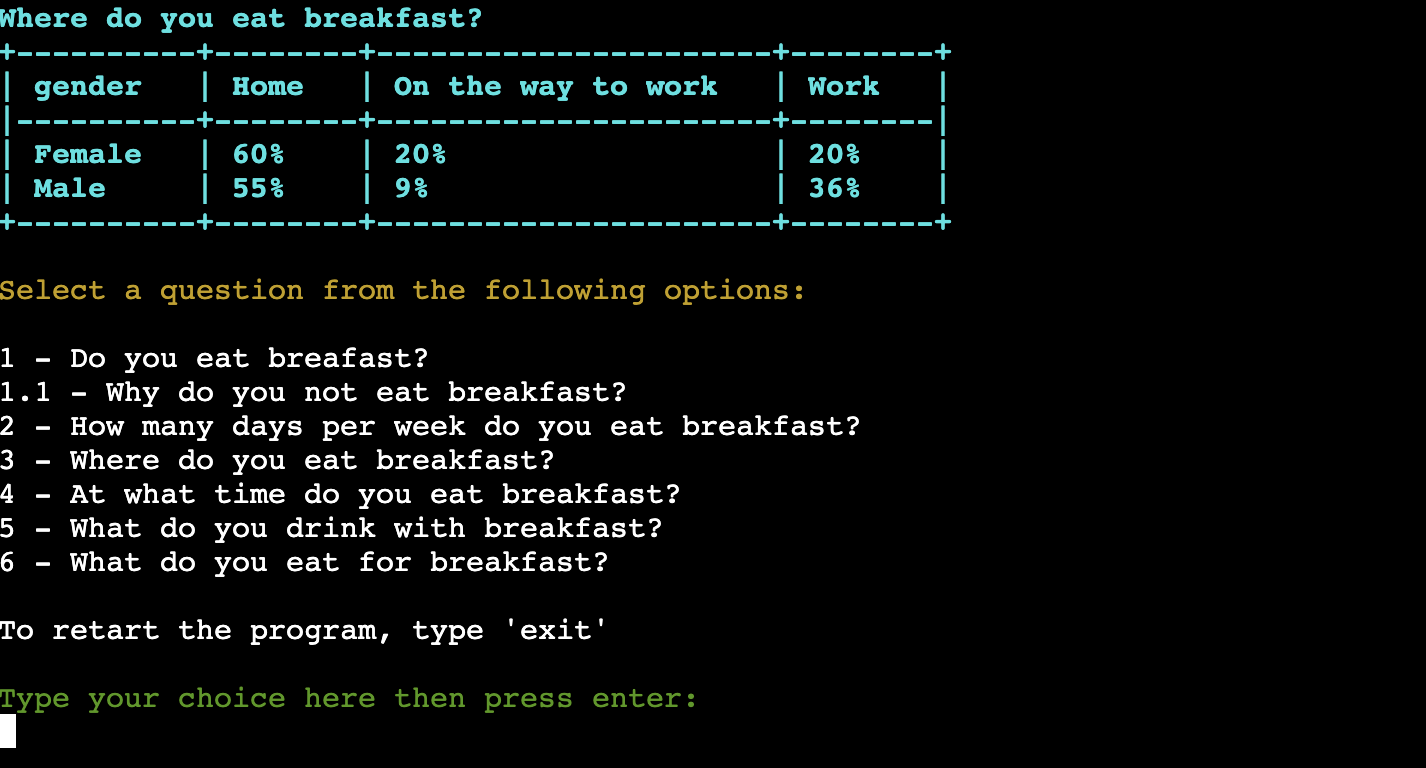 Where do you eat breakfast?
+----------+--------+----------------------+--------+
| gender   | Home   | On the way to work   | Work   |
|----------+--------+----------------------+--------|
| Female   | 60%    | 20%                  | 20%    |
| Male     | 55%    | 9%                   | 36%    |
+----------+--------+----------------------+--------+
Select a question from the following options:
1 - Do you eat breafast?
1.1 - Why do you not eat breakfast?
2 - How many days per week do you eat breakfast?
3 - Where do you eat breakfast?
4 - At what time do you eat breakfast?
5 - What do you drink with breakfast?
6 - What do you eat for breakfast?
To retart the program, type 'exit'
Type your choice here then press enter: